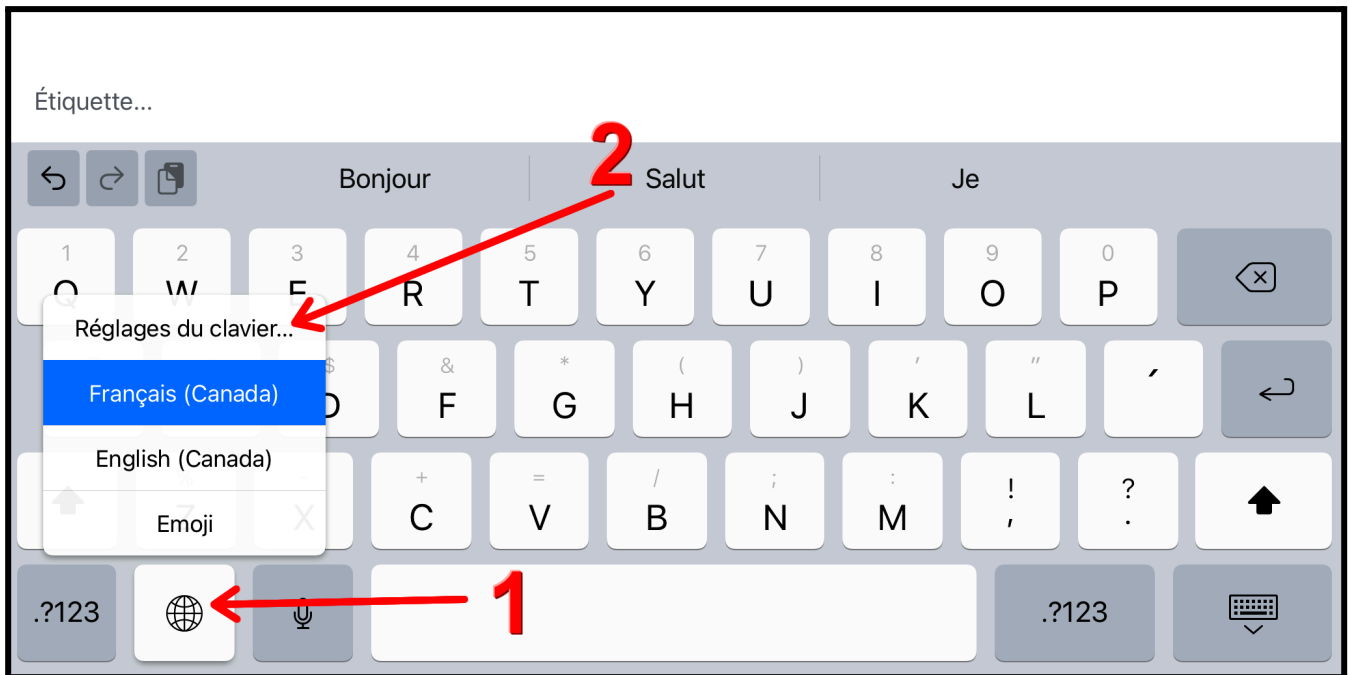 Étiquette...
Bonjour Salut Je
2
1 2 3 4 5 6 7 8 9 0
Q W E R T Y U I O P
Réglages du clavier...
$ & * ( ) ' "
D F G H J K L ´
Français (Canada)
English (Canada)
+ = / ; : ! ?
Z X C V B N M , .
Emoji
.?123 .?123
1